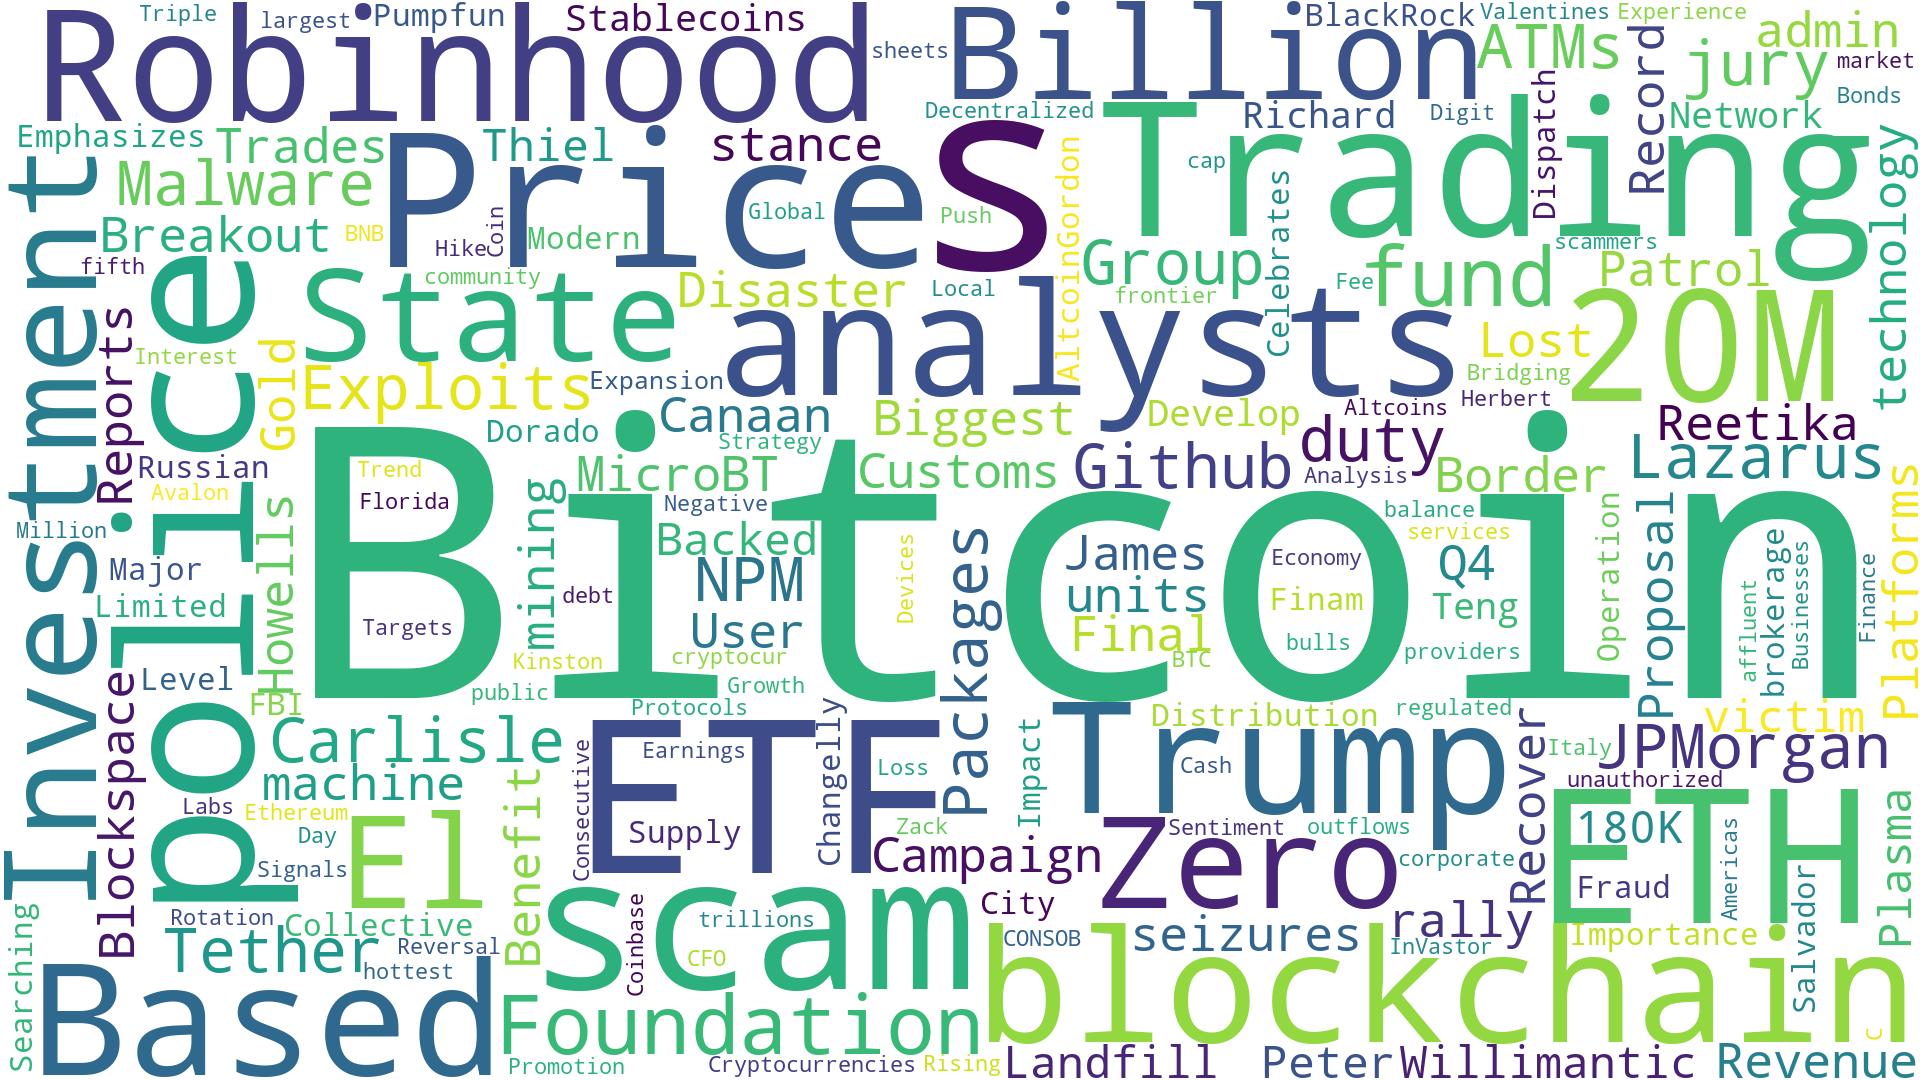 Triple
largest
Pumpfun
Stablecoins
BlackRock
Valentines
Experience
Robinhood
sheets
Billion
ATMs
Record
jury
admin
market
Decentralized
Richard
Digit
Dispatch
Network
Bonds
Emphasizes
Trades
Thiel
stance
Prices
S
Trading
cap
AltcoinGordon
Malware
Breakout
BNB
Hike
Coin
Modern
Global
Push
Celebrates
scammers
technology
fifth
community
Investment
police
State
Disaster
Local
Group
frontier
Fee
fund
Patrol
Reports
Interest
Gold
Exploits
Expansion
analysts
Lost
20M
Bridging
Herbert
Altcoins
Canaan
Biggest
Develop
duty
Reetika
Dorado
Strategy
Russian
Avalon
Trend
Florida
MicroBT
Customs
Github
Analysis
Border
Lazarus
Million
Howells
Bitcoin
mining
Negative
Backed
balance
services
Operation
Proposal
Platforms
Major
Limited
debt
NPM
Devices
Packages
James
Economy
Q4
brokerage
Businesses
affluent
Finance
units
Finam
Teng
Targets
User
Final
bulls
providers
Blockspace
Level
FBI
Kinston
cryptocur
BTC
public
Growth
Protocols
Distribution
regulated
victim
Carlisle
machine
Benefit
Consecutive
ETF
Earnings
Changelly
Loss
Impact
Trump
Cash
Recover
Italy
JPMorgan
unauthorized
Labs
Ethereum
Day
El
Supply
Zack
Sentiment
outflows
Zero
ETH
180K
Americas
Plasma
Signals
Campaign
corporate
Fraud
Salvador
Searching
Rotation
Collective
scam
Coinbase
trillions
City
rally
Tether
Reversal
hottest
CFO
CONSOB
seizures
InVastor
Importance
Based
Foundation
blockchain
C
Promotion
Cryptocurrencies
Rising
Landfill
Peter
Willimantic
Revenue